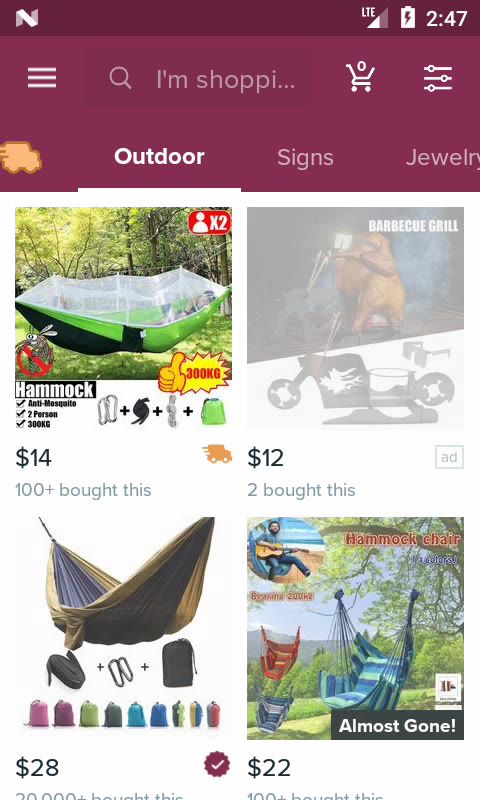 LTE
2:47
I'm shoppi...
0
Outdoor
Signs
Jewelry
X2
300KG
Hammock
Anti-Mosquito
2 Person
300KG
BARBECUE GRILL
$14
100+ bought this
$12
ad
2 bought this
Hammock chair
(4 colors)
Bearing 200kg
Almost Gone!
$28
20,000+ bought this
$22
100+ bought this